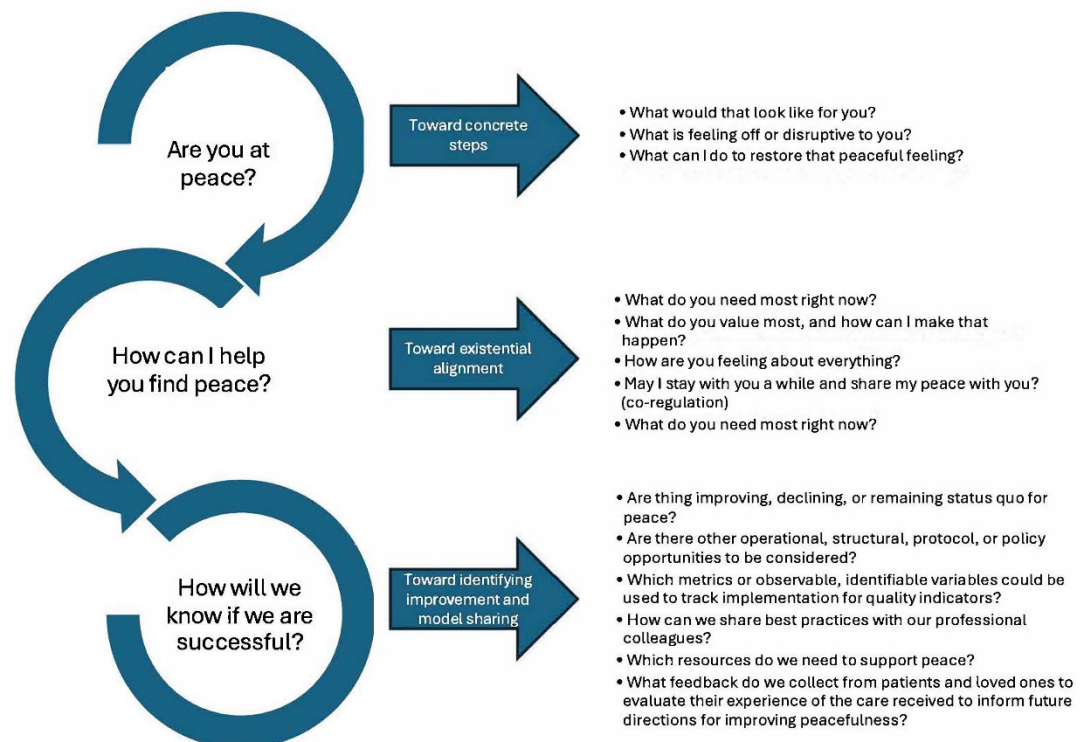 Are you at
peace?
Toward concrete
steps
• What would that look like for you?
• What is feeling off or disruptive to you?
• What can I do to restore that peaceful feeling?
How can I help
you find peace?
Toward existential
alignment
• What do you need most right now?
• What do you value most, and how can I make that
happen?
• How are you feeling about everything?
• May I stay with you a while and share my peace with you?
(co-regulation)
• What do you need most right now?
How will we
know if we are
successful?
Toward identifying
improvement and
model sharing
• Are thing improving, declining, or remaining status quo for
peace?
• Are there other operational, structural, protocol, or policy
opportunities to be considered?
• Which metrics or observable, identifiable variables could be
used to track implementation for quality indicators?
• How can we share best practices with our professional
colleagues?
• Which resources do we need to support peace?
• What feedback do we collect from patients and loved ones to
evaluate their experience of the care received to inform future
directions for improving peacefulness?